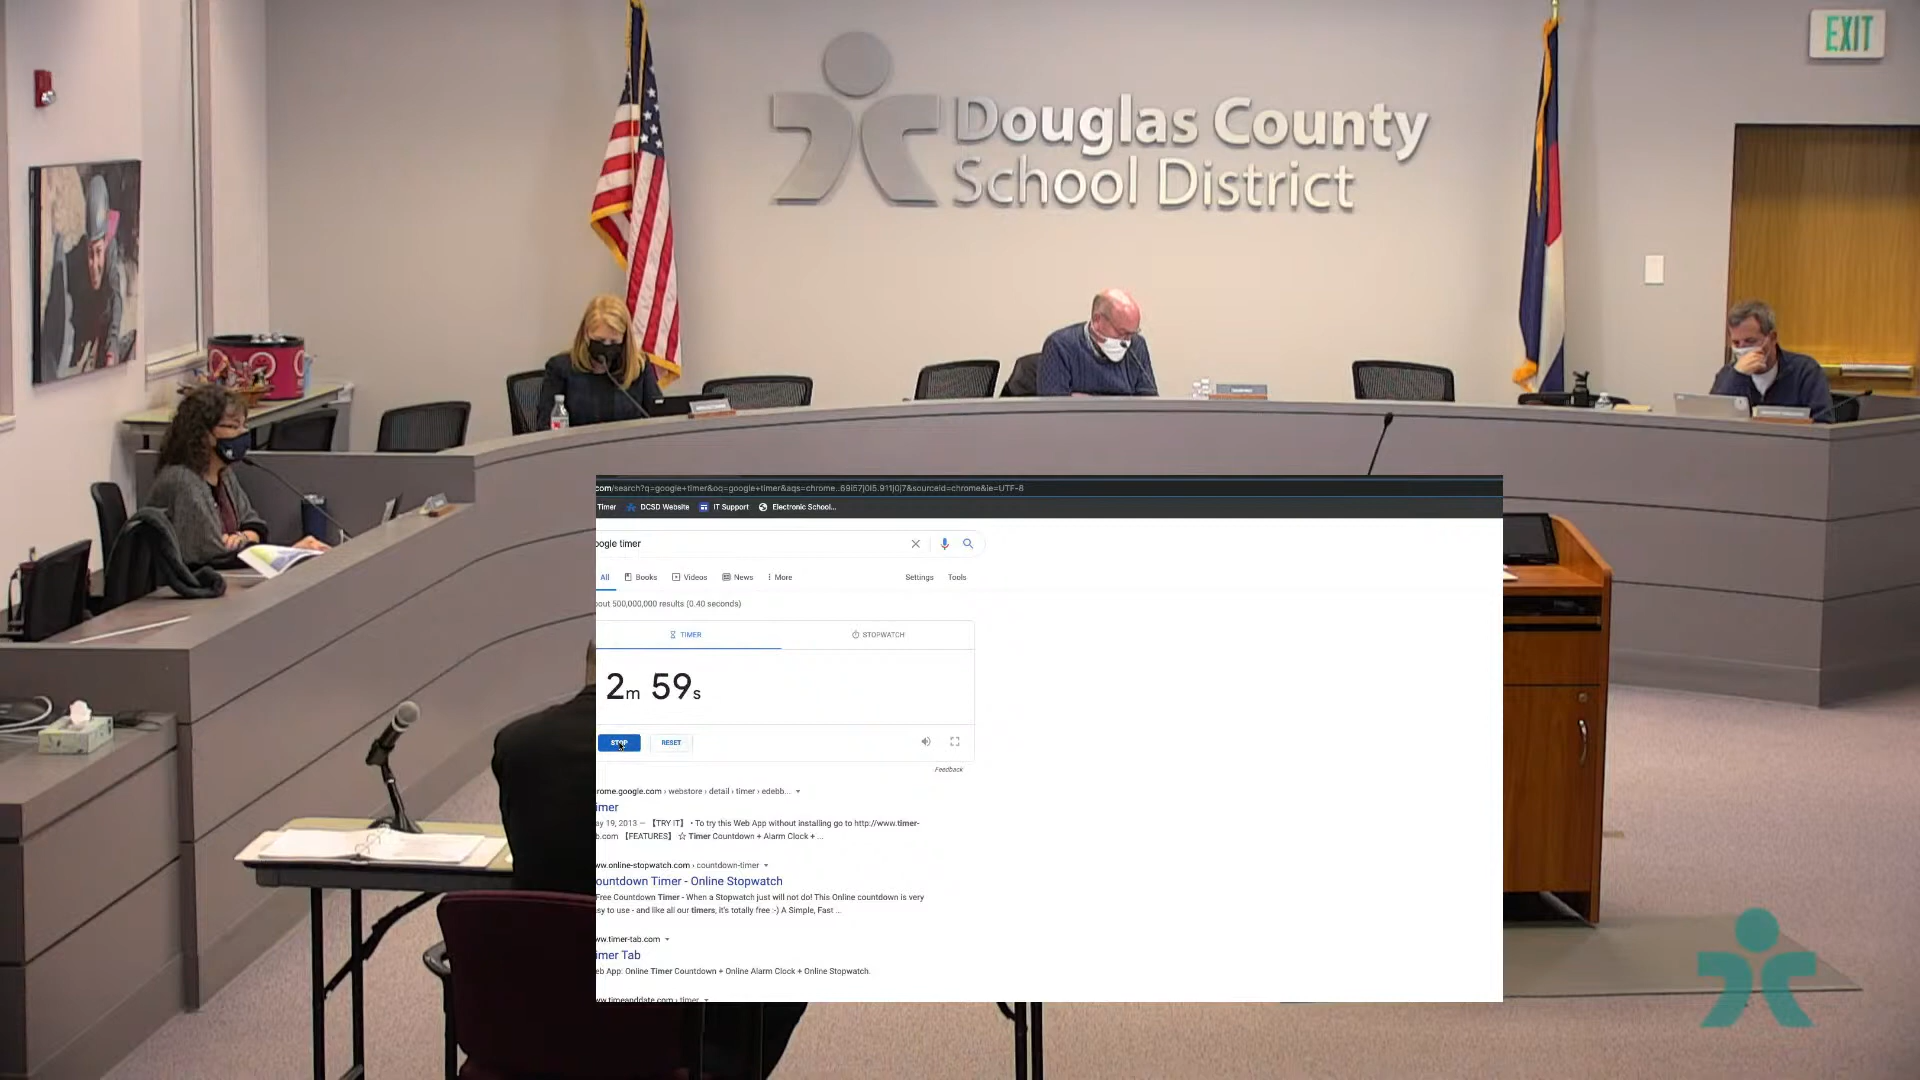 EXIT
Douglas County
School District
com/search?q=google+timer&oq=google+timer&aqs=chrome..69i57j0l5.911j0j7&sourceid=chrome&ie=UTF-8
Timer DCSD Website IT Support Electronic School...
oogle timer
All Books Videos News More Settings Tools
out 500,000,000 results (0.40 seconds)
TIMER STOPWATCH
2m 59s
STOP RESET
Feedback
rome.google.com › webstore › detail › timer › edebb...
imer
ay 19, 2013 — 【TRY IT】 • To try this Web App without installing go to http://www.timer-
b.com 【FEATURES】 ☆ Timer Countdown + Alarm Clock + ...
ww.online-stopwatch.com › countdown-timer
ountdown Timer - Online Stopwatch
Free Countdown Timer - When a Stopwatch just will not do! This Online countdown is very
sy to use - and like all our timers, it's totally free :-) A Simple, Fast ...
ww.timer-tab.com
imer Tab
eb App: Online Timer Countdown + Online Alarm Clock + Online Stopwatch.
ww.timeanddate.com › timer